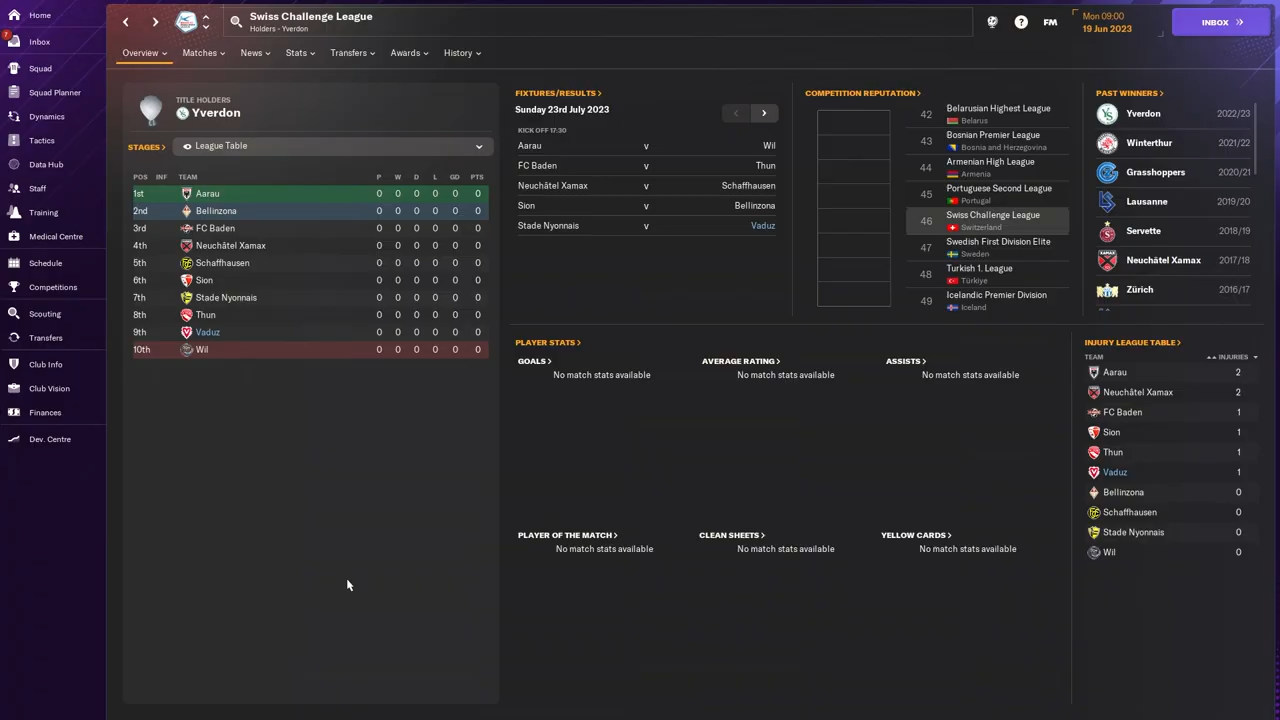 Home
7
Inbox
Squad
Squad Planner
Dynamics
Tactics
Data Hub
Staff
Training
Medical Centre
Schedule
Competitions
Scouting
Transfers
Club Info
Club Vision
Finances
Dev. Centre
Swiss Challenge League
Holders - Yverdon
?
FM
Mon 09:00
19 Jun 2023
INBOX
Overview
Matches
News
Stats
Transfers
Awards
History
TITLE HOLDERS
Yverdon
STAGES
League Table
POS INF TEAM P W D L GD PTS
1st Aarau 0 0 0 0 0 0
2nd Bellinzona 0 0 0 0 0 0
3rd FC Baden 0 0 0 0 0 0
4th Neuchâtel Xamax 0 0 0 0 0 0
5th Schaffhausen 0 0 0 0 0 0
6th Sion 0 0 0 0 0 0
7th Stade Nyonnais 0 0 0 0 0 0
8th Thun 0 0 0 0 0 0
9th Vaduz 0 0 0 0 0 0
10th Wil 0 0 0 0 0 0
FIXTURES/RESULTS
Sunday 23rd July 2023
KICK OFF 17:30
Aarau v Wil
FC Baden v Thun
Neuchâtel Xamax v Schaffhausen
Sion v Bellinzona
Stade Nyonnais v Vaduz
COMPETITION REPUTATION
42 Belarusian Highest League
Belarus
43 Bosnian Premier League
Bosnia and Herzegovina
44 Armenian High League
Armenia
45 Portuguese Second League
Portugal
46 Swiss Challenge League
Switzerland
47 Swedish First Division Elite
Sweden
48 Turkish 1. League
Türkiye
49 Icelandic Premier Division
Iceland
PAST WINNERS
Yverdon 2022/23
Winterthur 2021/22
Grasshoppers 2020/21
Lausanne 2019/20
Servette 2018/19
Neuchâtel Xamax 2017/18
Zürich 2016/17
PLAYER STATS
GOALS
No match stats available
AVERAGE RATING
No match stats available
ASSISTS
No match stats available
PLAYER OF THE MATCH
No match stats available
CLEAN SHEETS
No match stats available
YELLOW CARDS
No match stats available
INJURY LEAGUE TABLE
TEAM INJURIES
Aarau 2
Neuchâtel Xamax 2
FC Baden 1
Sion 1
Thun 1
Vaduz 1
Bellinzona 0
Schaffhausen 0
Stade Nyonnais 0
Wil 0